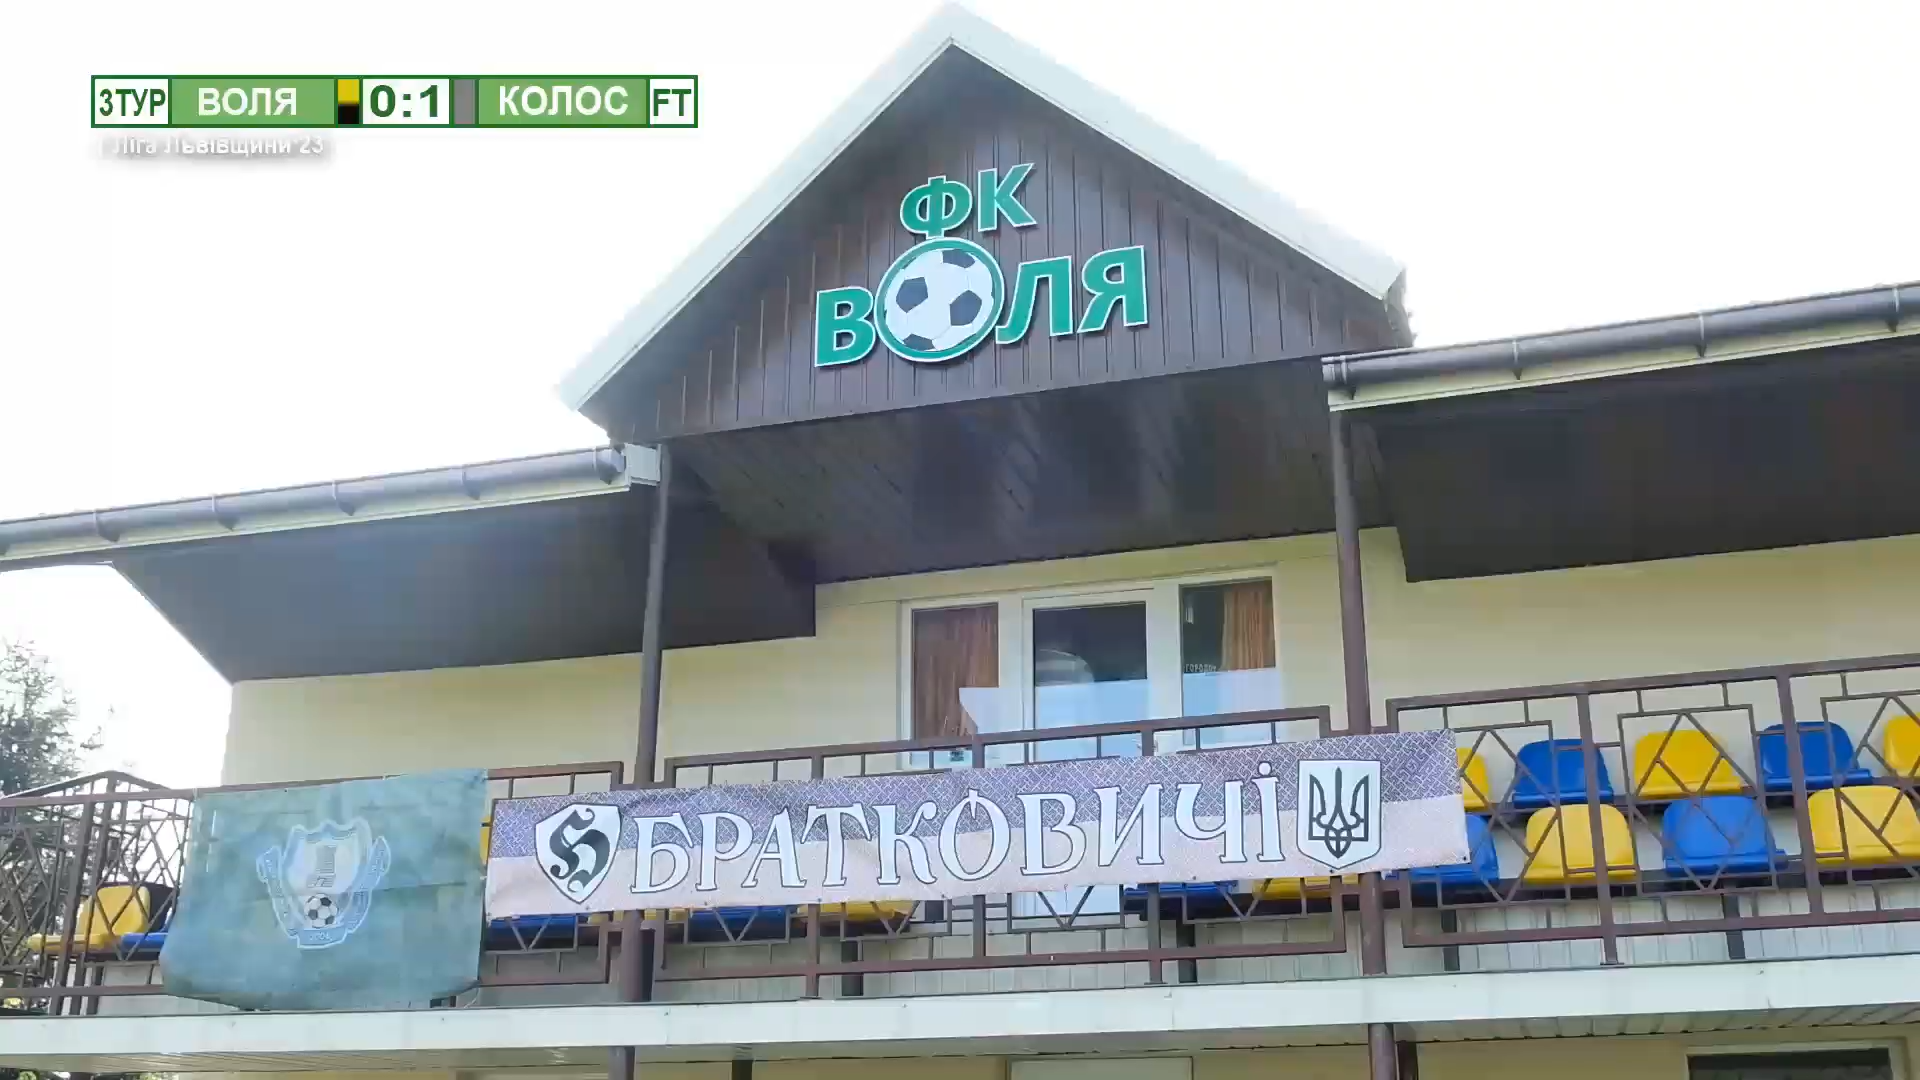 3ТУР ВОЛЯ 0:1 КОЛОС FT
Ліга Львівщини'23
ФК
ВОЛЯ
БРАТКОВИЧІ